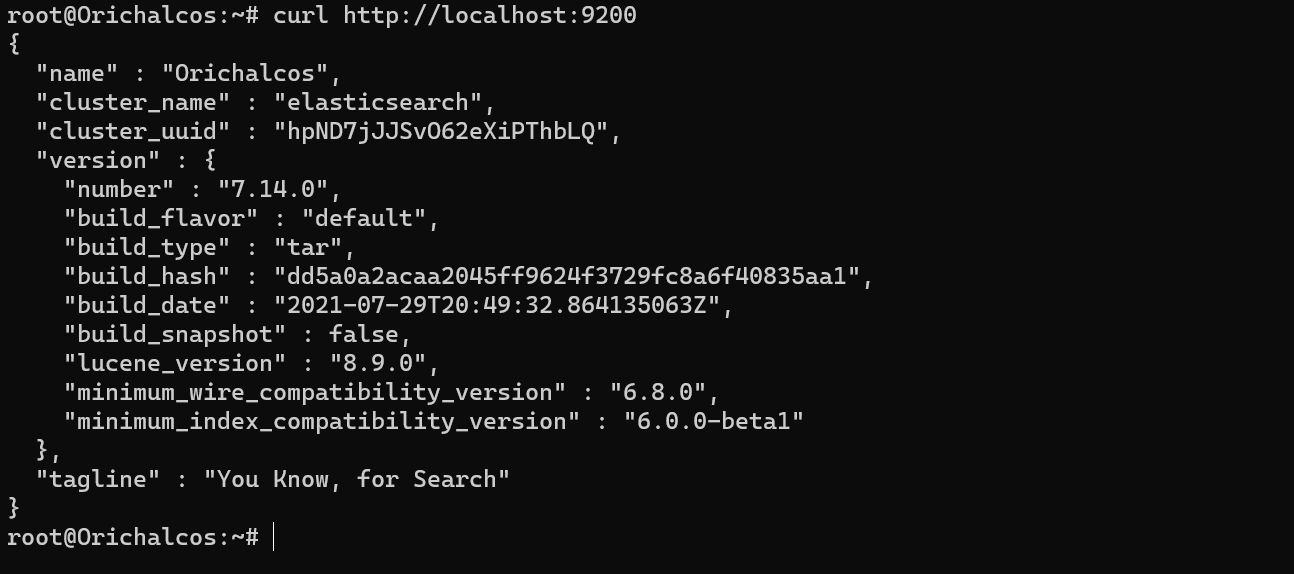 root@Orichalcos:~# curl http://localhost:9200
{
  "name" : "Orichalcos",
  "cluster_name" : "elasticsearch",
  "cluster_uuid" : "hpND7jJJSvO62eXiPThbLQ",
  "version" : {
    "number" : "7.14.0",
    "build_flavor" : "default",
    "build_type" : "tar",
    "build_hash" : "dd5a0a2acaa2045ff9624f3729fc8a6f40835aa1",
    "build_date" : "2021-07-29T20:49:32.864135063Z",
    "build_snapshot" : false,
    "lucene_version" : "8.9.0",
    "minimum_wire_compatibility_version" : "6.8.0",
    "minimum_index_compatibility_version" : "6.0.0-beta1"
  },
  "tagline" : "You Know, for Search"
}
root@Orichalcos:~#